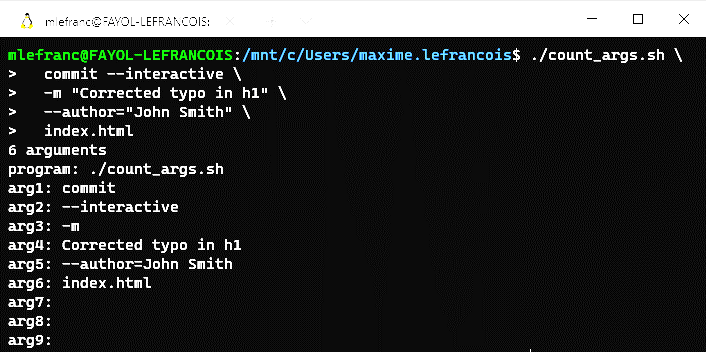 mlefranc@FAYOL-LEFRANCOIS:
mlefranc@FAYOL-LEFRANCOIS:/mnt/c/Users/maxime.lefrancois$ ./count_args.sh \
>   commit --interactive \
>   -m "Corrected typo in h1" \
>   --author="John Smith" \
>   index.html
6 arguments
program: ./count_args.sh
arg1: commit
arg2: --interactive
arg3: -m
arg4: Corrected typo in h1
arg5: --author=John Smith
arg6: index.html
arg7:
arg8:
arg9: